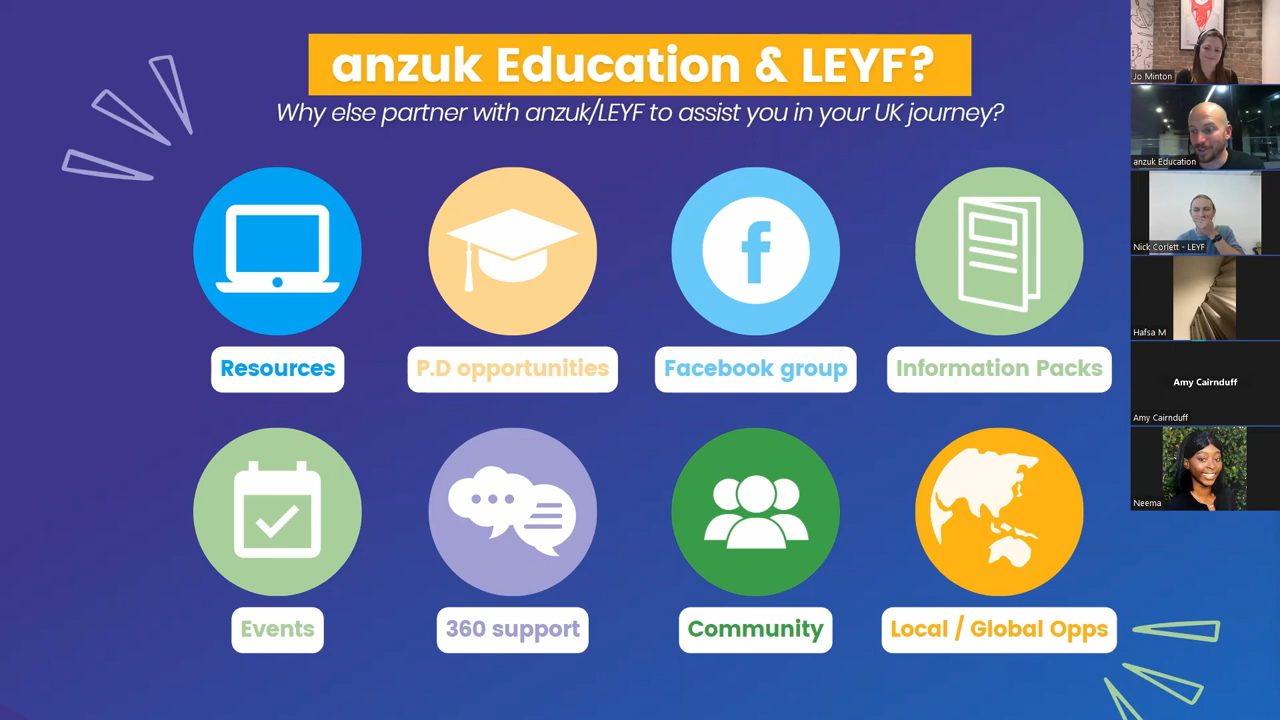 anzuk Education & LEYF?
Why else partner with anzuk/LEYF to assist you in your UK journey?
Resources
P.D opportunities
Facebook group
Information Packs
Events
360 support
Community
Local / Global Opps
Jo Minton
anzuk Education
Nick Corlett - LEYF
Hafsa M
Amy Cairnduff
Amy Cairnduff
Neema